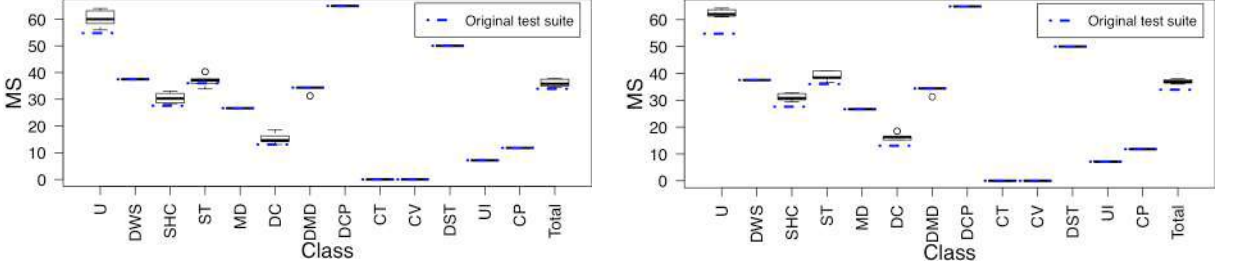 Original test suite
60
50
40
30
20
10
0
MS
U
DWS
SHC
ST
MD
DC
DMD
DCP
CT
CV
DST
UI
CP
Total
Class
Original test suite
60
50
40
30
20
10
0
MS
U
DWS
SHC
ST
MD
DC
DMD
DCP
CT
CV
DST
UI
CP
Total
Class